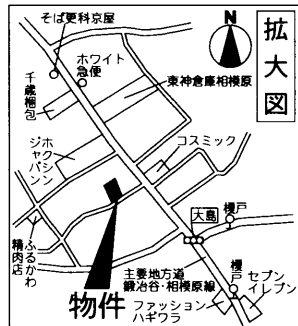 拡大図
N
そば更科京屋
ホワイト
急便
千歳梱包
東神倉庫相模原
ホシン
ジャパン
コスミック
大島
榎戸
ふるかわ
精肉店
物件
主要地方道
鍛冶谷・相模原線
榎戸
セブン
イレブン
ファッション
ハギワラ